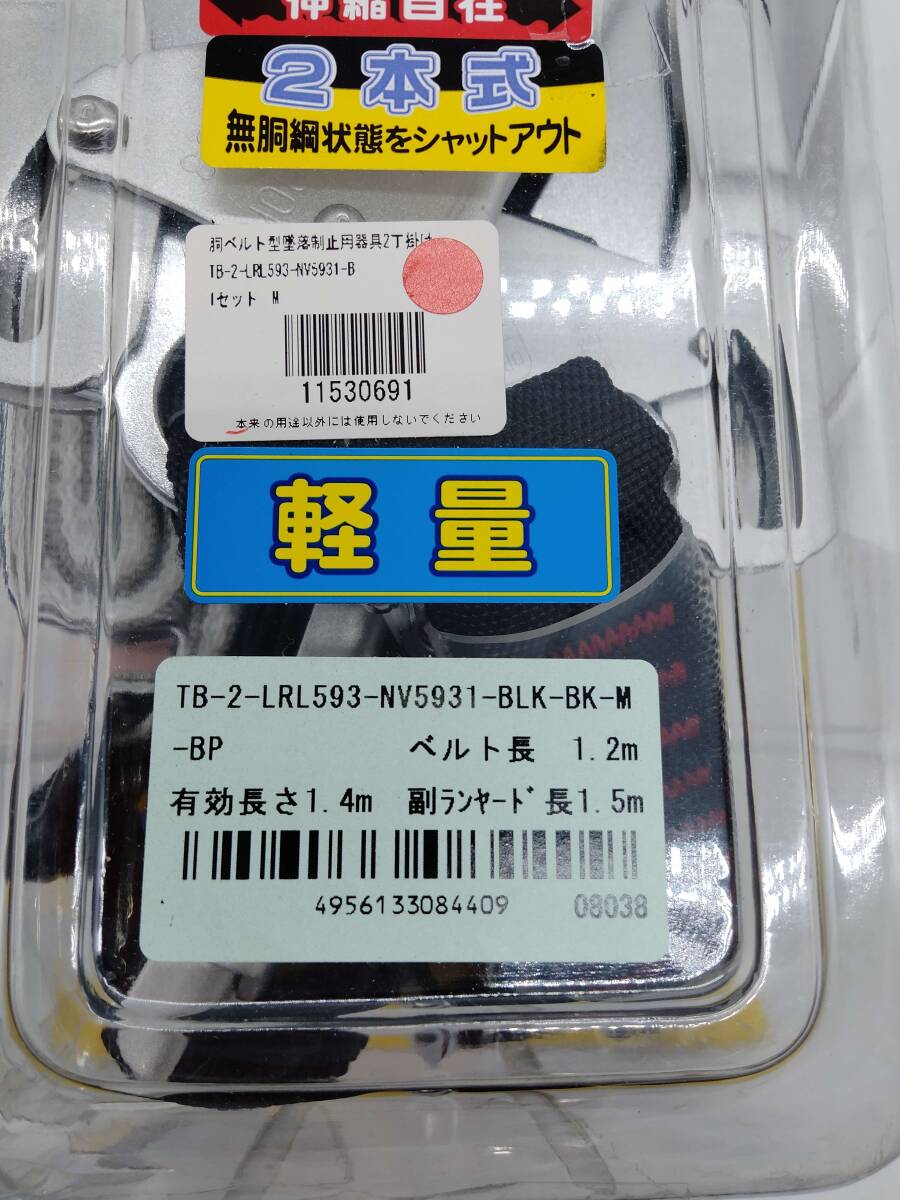 伸縮自在
2本式
無胴綱状態をシャットアウト
胴ベルト型墜落制止用器具2丁掛け
TB-2-LRL593-NV5931-B
1セット M
11530691
本来の用途以外には使用しないでください
軽量
TB-2-LRL593-NV5931-BLK-BK-M
-BP ベルト長 1.2m
有効長さ1.4m 副ランヤード長1.5m
4956133084409 08038